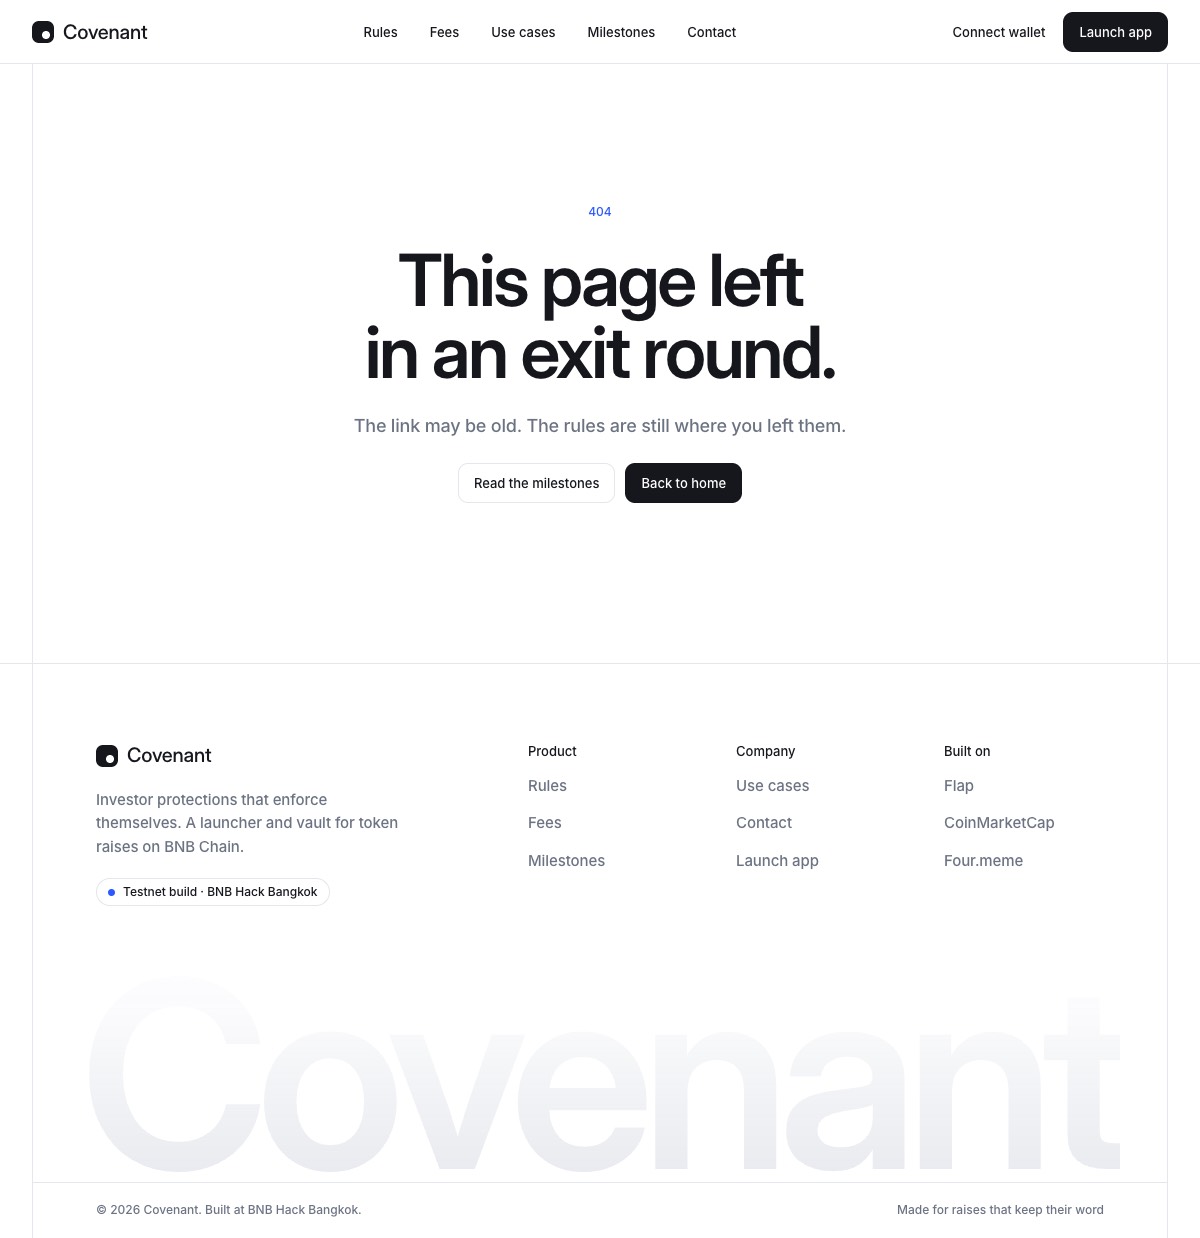 Covenant
Rules
Fees
Use cases
Milestones
Contact
Connect wallet
Launch app
404
This page left
in an exit round.
The link may be old. The rules are still where you left them.
Read the milestones
Back to home
Covenant
Investor protections that enforce
themselves. A launcher and vault for token
raises on BNB Chain.
Testnet build · BNB Hack Bangkok
Product
Rules
Fees
Milestones
Company
Use cases
Contact
Launch app
Built on
Flap
CoinMarketCap
Four.meme
Covenant
© 2026 Covenant. Built at BNB Hack Bangkok.
Made for raises that keep their word